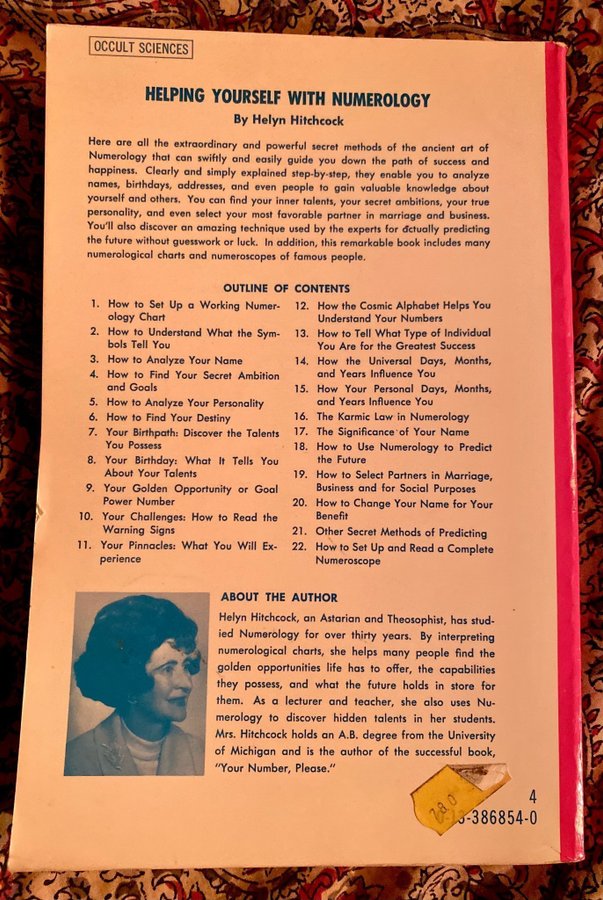 OCCULT SCIENCES
HELPING YOURSELF WITH NUMEROLOGY
By Helyn Hitchcock
Here are all the extraordinary and powerful secret methods of the ancient art of
Numerology that can swiftly and easily guide you down the path of success and
happiness. Clearly and simply explained step-by-step, they enable you to analyze
names, birthdays, addresses, and even people to gain valuable knowledge about
yourself and others. You can find your inner talents, your secret ambitions, your true
personality, and even select your most favorable partner in marriage and business.
You'll also discover an amazing technique used by the experts for actually predicting
the future without guesswork or luck. In addition, this remarkable book includes many
numerological charts and numeroscopes of famous people.
OUTLINE OF CONTENTS
1. How to Set Up a Working Numer-
ology Chart
2. How to Understand What the Sym-
bols Tell You
3. How to Analyze Your Name
4. How to Find Your Secret Ambition
and Goals
5. How to Analyze Your Personality
6. How to Find Your Destiny
7. Your Birthpath: Discover the Talents
You Possess
8. Your Birthday: What It Tells You
About Your Talents
9. Your Golden Opportunity or Goal
Power Number
10. Your Challenges: How to Read the
Warning Signs
11. Your Pinnacles: What You Will Ex-
perience
12. How the Cosmic Alphabet Helps You
Understand Your Numbers
13. How to Tell What Type of Individual
You Are for the Greatest Success
14. How the Universal Days, Months,
and Years Influence You
15. How Your Personal Days, Months,
and Years Influence You
16. The Karmic Law in Numerology
17. The Significance of Your Name
18. How to Use Numerology to Predict
the Future
19. How to Select Partners in Marriage,
Business and for Social Purposes
20. How to Change Your Name for Your
Benefit
21. Other Secret Methods of Predicting
22. How to Set Up and Read a Complete
Numeroscope
ABOUT THE AUTHOR
Helyn Hitchcock, an Astarian and Theosophist, has stud-
ied Numerology for over thirty years. By interpreting
numerological charts, she helps many people find the
golden opportunities life has to offer, the capabilities
they possess, and what the future holds in store for
them. As a lecturer and teacher, she also uses Nu-
merology to discover hidden talents in her students.
Mrs. Hitchcock holds an A.B. degree from the University
of Michigan and is the author of the successful book,
"Your Number, Please."
4
-386854-0